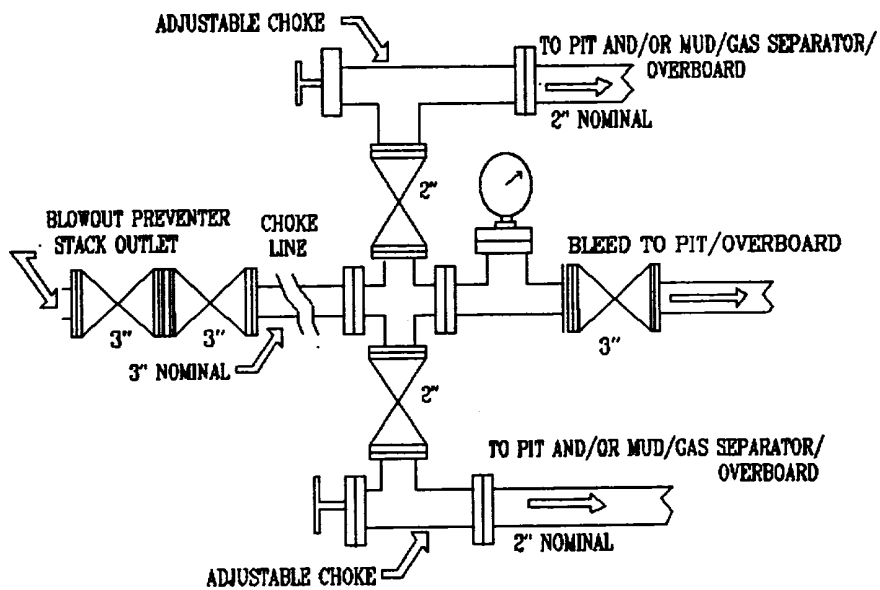 ADJUSTABLE CHOKE
TO PIT AND/OR MUD/GAS SEPARATOR/
OVERBOARD
2" NOMINAL
2"
BLOWOUT PREVENTER
STACK OUTLET
CHOKE
LINE
BLEED TO PIT/OVERBOARD
3"
3"
3"
3" NOMINAL
2"
TO PIT AND/OR MUD/GAS SEPARATOR/
OVERBOARD
2" NOMINAL
ADJUSTABLE CHOKE